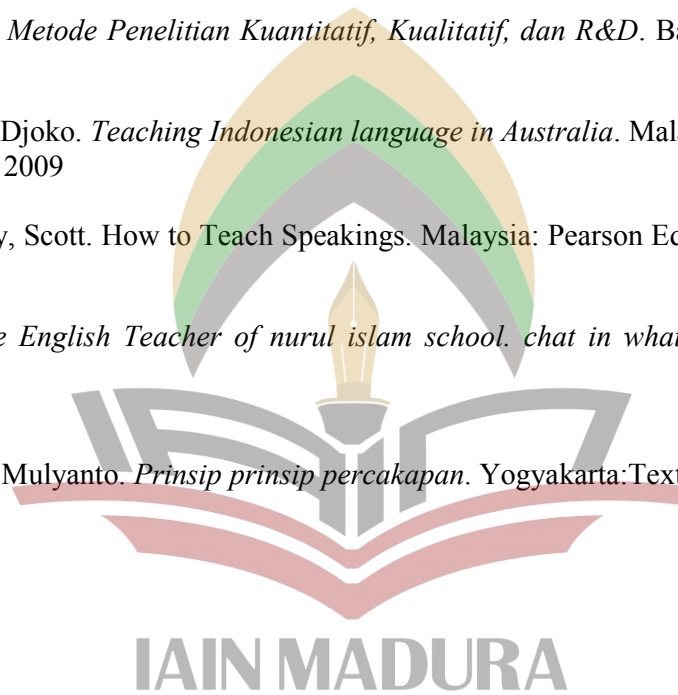 Metode Penelitian Kuantitatif, Kualitatif, dan R&D. Ba
Djoko. Teaching Indonesian language in Australia. Mala
2009
y, Scott. How to Teach Speakings. Malaysia: Pearson Ed
e English Teacher of nurul islam school. chat in what
Mulyanto. Prinsip prinsip percakapan. Yogyakarta:Text
IAIN MADURA